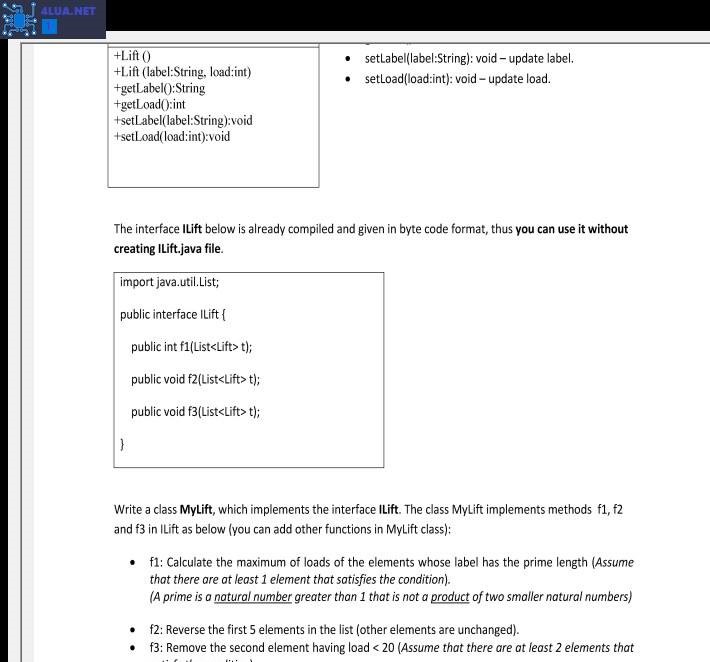 4LUA.NET
+Lift ()
+Lift (label:String, load:int)
+getLabel():String
+getLoad():int
+setLabel(label:String):void
+setLoad(load:int):void
• setLabel(label:String): void – update label.
• setLoad(load:int): void – update load.
The interface ILift below is already compiled and given in byte code format, thus you can use it without
creating ILift.java file.
import java.util.List;
public interface ILift {
public int f1(List<Lift> t);
public void f2(List<Lift> t);
public void f3(List<Lift> t);
}
Write a class MyLift, which implements the interface ILift. The class MyLift implements methods f1, f2
and f3 in ILift as below (you can add other functions in MyLift class):
• f1: Calculate the maximum of loads of the elements whose label has the prime length (Assume
that there are at least 1 element that satisfies the condition).
(A prime is a natural number greater than 1 that is not a product of two smaller natural numbers)
• f2: Reverse the first 5 elements in the list (other elements are unchanged).
• f3: Remove the second element having load < 20 (Assume that there are at least 2 elements that